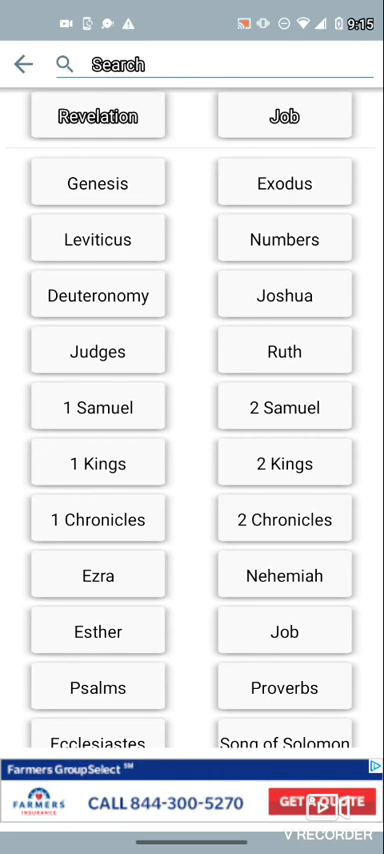 9:15
Search
Revelation Job
Genesis Exodus
Leviticus Numbers
Deuteronomy Joshua
Judges Ruth
1 Samuel 2 Samuel
1 Kings 2 Kings
1 Chronicles 2 Chronicles
Ezra Nehemiah
Esther Job
Psalms Proverbs
Ecclesiastes Song of Solomon
Farmers GroupSelect SM
FARMERS INSURANCE CALL 844-300-5270 GET A QUOTE
V RECORDER